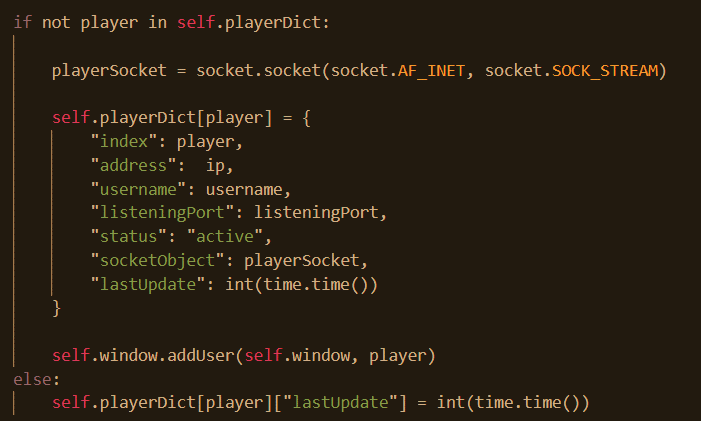 if not player in self.playerDict:
playerSocket = socket.socket(socket.AF_INET, socket.SOCK_STREAM)
self.playerDict[player] = {
"index": player,
"address":  ip,
"username": username,
"listeningPort": listeningPort,
"status": "active",
"socketObject": playerSocket,
"lastUpdate": int(time.time())
}
self.window.addUser(self.window, player)
else:
self.playerDict[player]["lastUpdate"] = int(time.time())